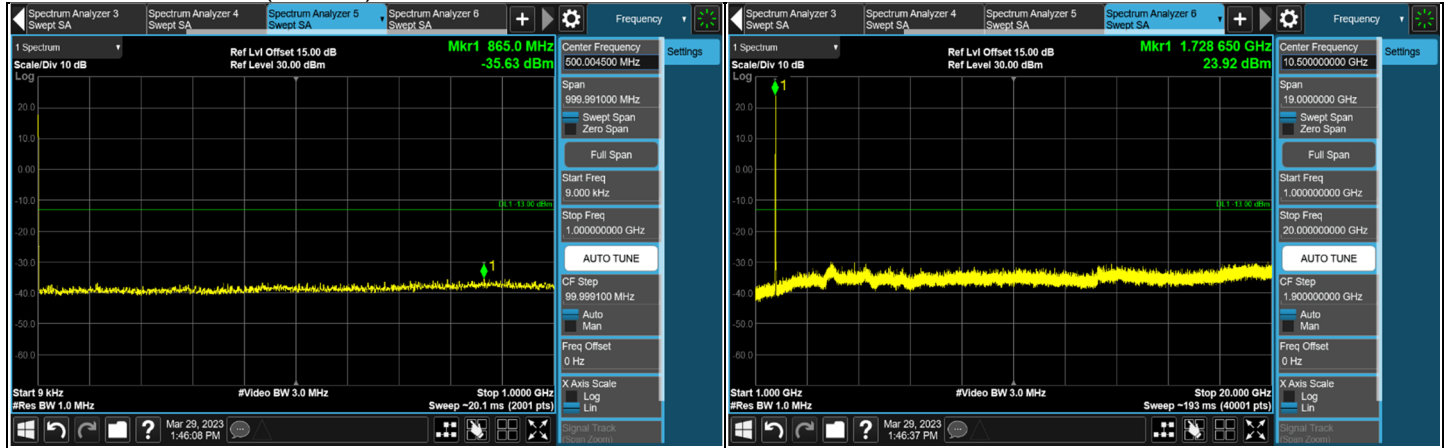 Spectrum Analyzer 3
Swept SA
Spectrum Analyzer 4
Swept SA
Spectrum Analyzer 5
Swept SA
Spectrum Analyzer 6
Swept SA
+
Frequency
1 Spectrum
Scale/Div 10 dB
Log
Ref Lvl Offset 15.00 dB
Ref Level 30.00 dBm
Mkr1 865.0 MHz
-35.63 dBm
20.0
10.0
0.00
-10.0
-20.0
-30.0
-40.0
-50.0
-60.0
DL1 -13.00 dBm
1
Start 9 kHz
#Res BW 1.0 MHz
#Video BW 3.0 MHz
Stop 1.0000 GHz
Sweep ~20.1 ms (2001 pts)
Center Frequency
500.004500 MHz
Settings
Span
999.991000 MHz
Swept Span
Zero Span
Full Span
Start Freq
9.000 kHz
Stop Freq
1.000000000 GHz
AUTO TUNE
CF Step
99.999100 MHz
Auto
Man
Freq Offset
0 Hz
X Axis Scale
Log
Lin
Signal Track
(Span Zoom)
?
Mar 29, 2023
1:46:08 PM
Spectrum Analyzer 3
Swept SA
Spectrum Analyzer 4
Swept SA
Spectrum Analyzer 5
Swept SA
Spectrum Analyzer 6
Swept SA
+
Frequency
1 Spectrum
Scale/Div 10 dB
Log
Ref Lvl Offset 15.00 dB
Ref Level 30.00 dBm
Mkr1 1.728 650 GHz
23.92 dBm
1
20.0
10.0
0.00
-10.0
-20.0
-30.0
-40.0
-50.0
-60.0
DL1 -13.00 dBm
Start 1.000 GHz
#Res BW 1.0 MHz
#Video BW 3.0 MHz
Stop 20.000 GHz
Sweep ~193 ms (40001 pts)
Center Frequency
10.500000000 GHz
Settings
Span
19.0000000 GHz
Swept Span
Zero Span
Full Span
Start Freq
1.000000000 GHz
Stop Freq
20.000000000 GHz
AUTO TUNE
CF Step
1.900000000 GHz
Auto
Man
Freq Offset
0 Hz
X Axis Scale
Log
Lin
Signal Track
(Span Zoom)
?
Mar 29, 2023
1:46:37 PM